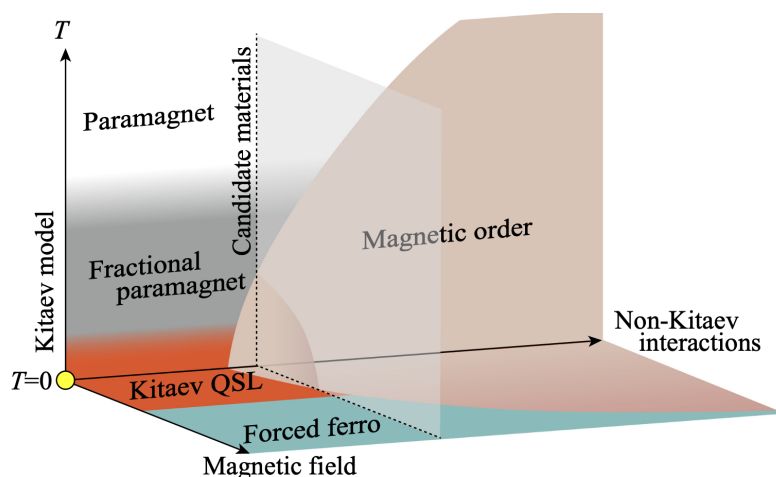 T
Paramagnet
Candidate materials
Kitaev model
Fractional
paramagnet
Magnetic order
Non-Kitaev
interactions
T=0
Kitaev QSL
Forced ferro
Magnetic field